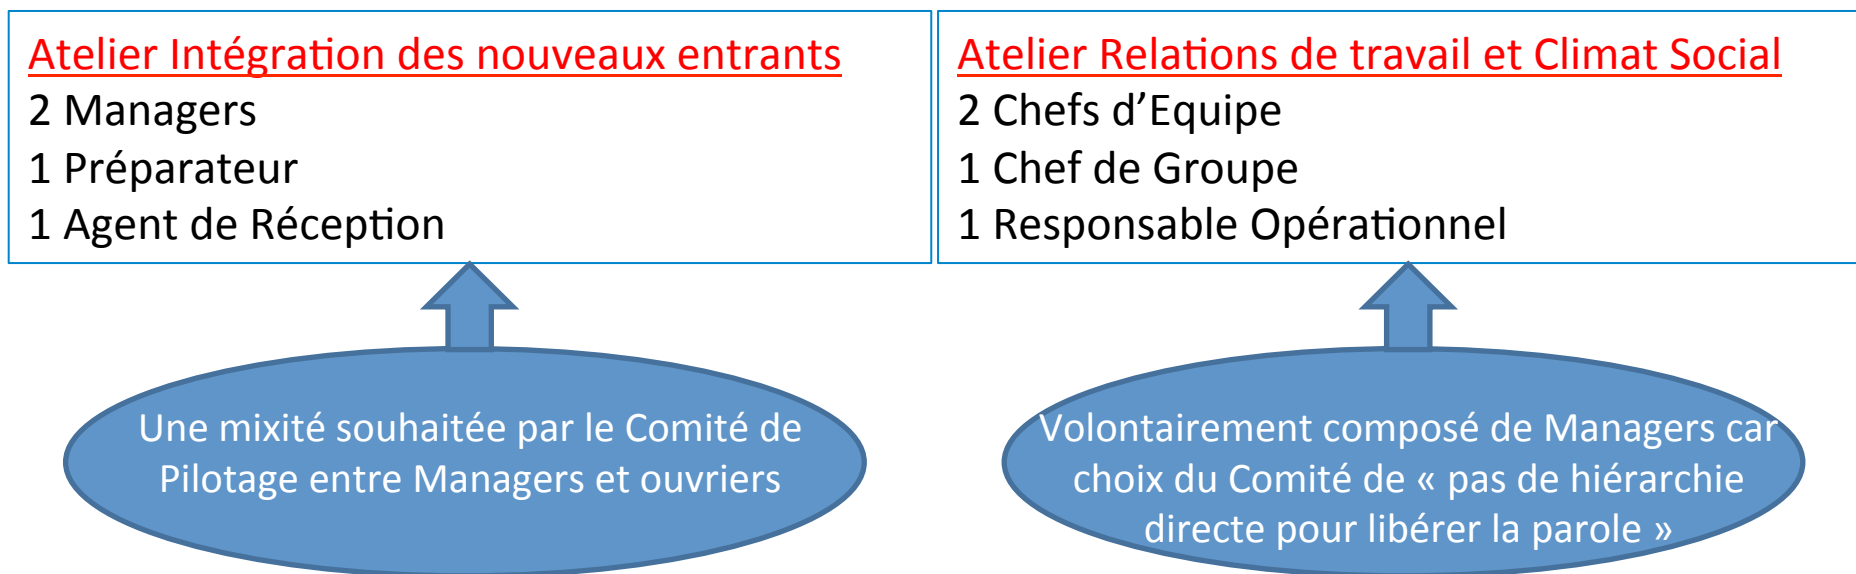 Atelier Intégration des nouveaux entrants
2 Managers
1 Préparateur
1 Agent de Réception
Atelier Relations de travail et Climat Social
2 Chefs d’Equipe
1 Chef de Groupe
1 Responsable Opérationnel
Une mixité souhaitée par le Comité de
Pilotage entre Managers et ouvriers
Volontairement composé de Managers car
choix du Comité de « pas de hiérarchie
directe pour libérer la parole »